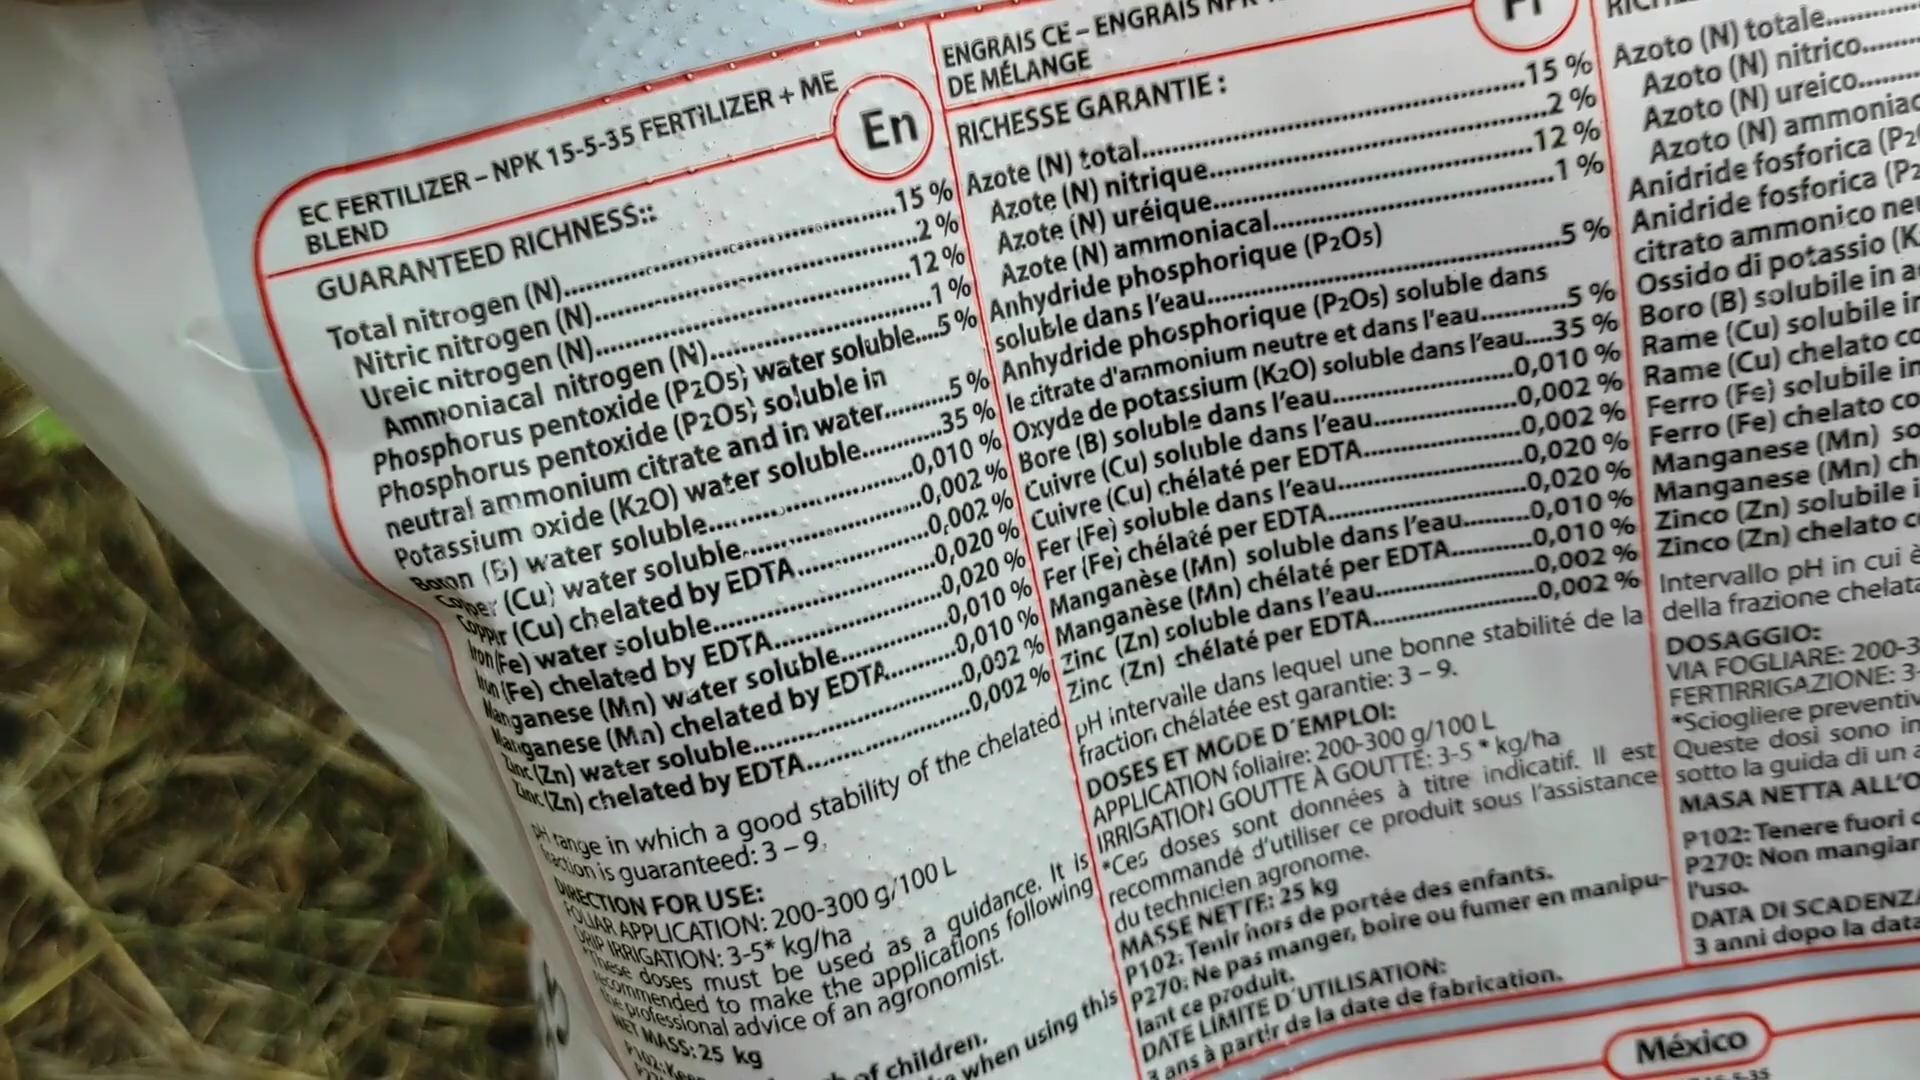 EC FERTILIZER – NPK 15-5-35 FERTILIZER + ME
BLEND
En
GUARANTEED RICHNESS::
Total nitrogen (N)....................15 %
Nitric nitrogen (N)....................2 %
Ureic nitrogen (N)....................12 %
Ammoniacal nitrogen (N)....................1 %
Phosphorus pentoxide (P2O5) water soluble....5 %
Phosphorus pentoxide (P2O5) soluble in
neutral ammonium citrate and in water..........5 %
Potassium oxide (K2O) water soluble..........35 %
Boron (B) water soluble....................0,010 %
Copper (Cu) water soluble....................0,002 %
Copper (Cu) chelated by EDTA....................0,002 %
Iron (Fe) water soluble....................0,020 %
Iron (Fe) chelated by EDTA....................0,020 %
Manganese (Mn) water soluble....................0,010 %
Manganese (Mn) chelated by EDTA..........0,010 %
Zinc (Zn) water soluble....................0,002 %
Zinc (Zn) chelated by EDTA....................0,002 %
pH range in which a good stability of the chelated
fraction is guaranteed: 3 – 9.
DIRECTION FOR USE:
FOLIAR APPLICATION: 200-300 g/100 L
DRIP IRRIGATION: 3-5* kg/ha
*These doses must be used as a guidance. It is
recommended to make the applications following
the professional advice of an agronomist.
NET MASS: 25 kg
P102: Keep
of children.
when using this
ENGRAIS CE – ENGRAIS NPK
DE MÉLANGE
Fr
RICHESSE GARANTIE :
Azote (N) total....................15 %
Azote (N) nitrique....................2 %
Azote (N) uréique....................12 %
Azote (N) ammoniacal....................1 %
Anhydride phosphorique (P2O5)
soluble dans l'eau....................5 %
Anhydride phosphorique (P2O5) soluble dans
le citrate d'ammonium neutre et dans l'eau..........5 %
Oxyde de potassium (K2O) soluble dans l'eau....35 %
Bore (B) soluble dans l'eau....................0,010 %
Cuivre (Cu) soluble dans l'eau....................0,002 %
Cuivre (Cu) chélaté per EDTA....................0,002 %
Fer (Fe) soluble dans l'eau....................0,020 %
Fer (Fe) chélaté per EDTA....................0,020 %
Manganèse (Mn) soluble dans l'eau..........0,010 %
Manganèse (Mn) chélaté per EDTA..........0,010 %
Zinc (Zn) soluble dans l'eau....................0,002 %
Zinc (Zn) chélaté per EDTA....................0,002 %
pH intervalle dans lequel une bonne stabilité de la
fraction chélatée est garantie: 3 – 9.
DOSES ET MODE D´EMPLOI:
APPLICATION foliaire: 200-300 g/100 L
IRRIGATION GOUTTE À GOUTTE: 3-5 * kg/ha
*Ces doses sont données à titre indicatif. Il est
recommandé d'utiliser ce produit sous l'assistance
du technicien agronome.
MASSE NETTE: 25 kg
P102: Tenir hors de portée des enfants.
P270: Ne pas manger, boire ou fumer en manipu-
lant ce produit.
DATE LIMITE D´UTILISATION:
3 ans à partir de la date de fabrication.
Azoto (N) totale
Azoto (N) nitrico
Azoto (N) ureico
Azoto (N) ammoniac
Anidride fosforica (P2
Anidride fosforica (P2
citrato ammonico neu
Ossido di potassio (K
Boro (B) solubile in a
Rame (Cu) solubile in
Rame (Cu) chelato co
Ferro (Fe) solubile in
Ferro (Fe) chelato co
Manganese (Mn) so
Manganese (Mn) ch
Zinco (Zn) solubile i
Zinco (Zn) chelato c
Intervallo pH in cui è
della frazione chelata
DOSAGGIO:
VIA FOGLIARE: 200-3
FERTIRRIGAZIONE: 3-
*Sciogliere preventiv
Queste dosi sono in
sotto la guida di un a
MASA NETTA ALL'O
P102: Tenere fuori d
P270: Non mangiar
l'uso.
DATA DI SCADENZA
3 anni dopo la data
México